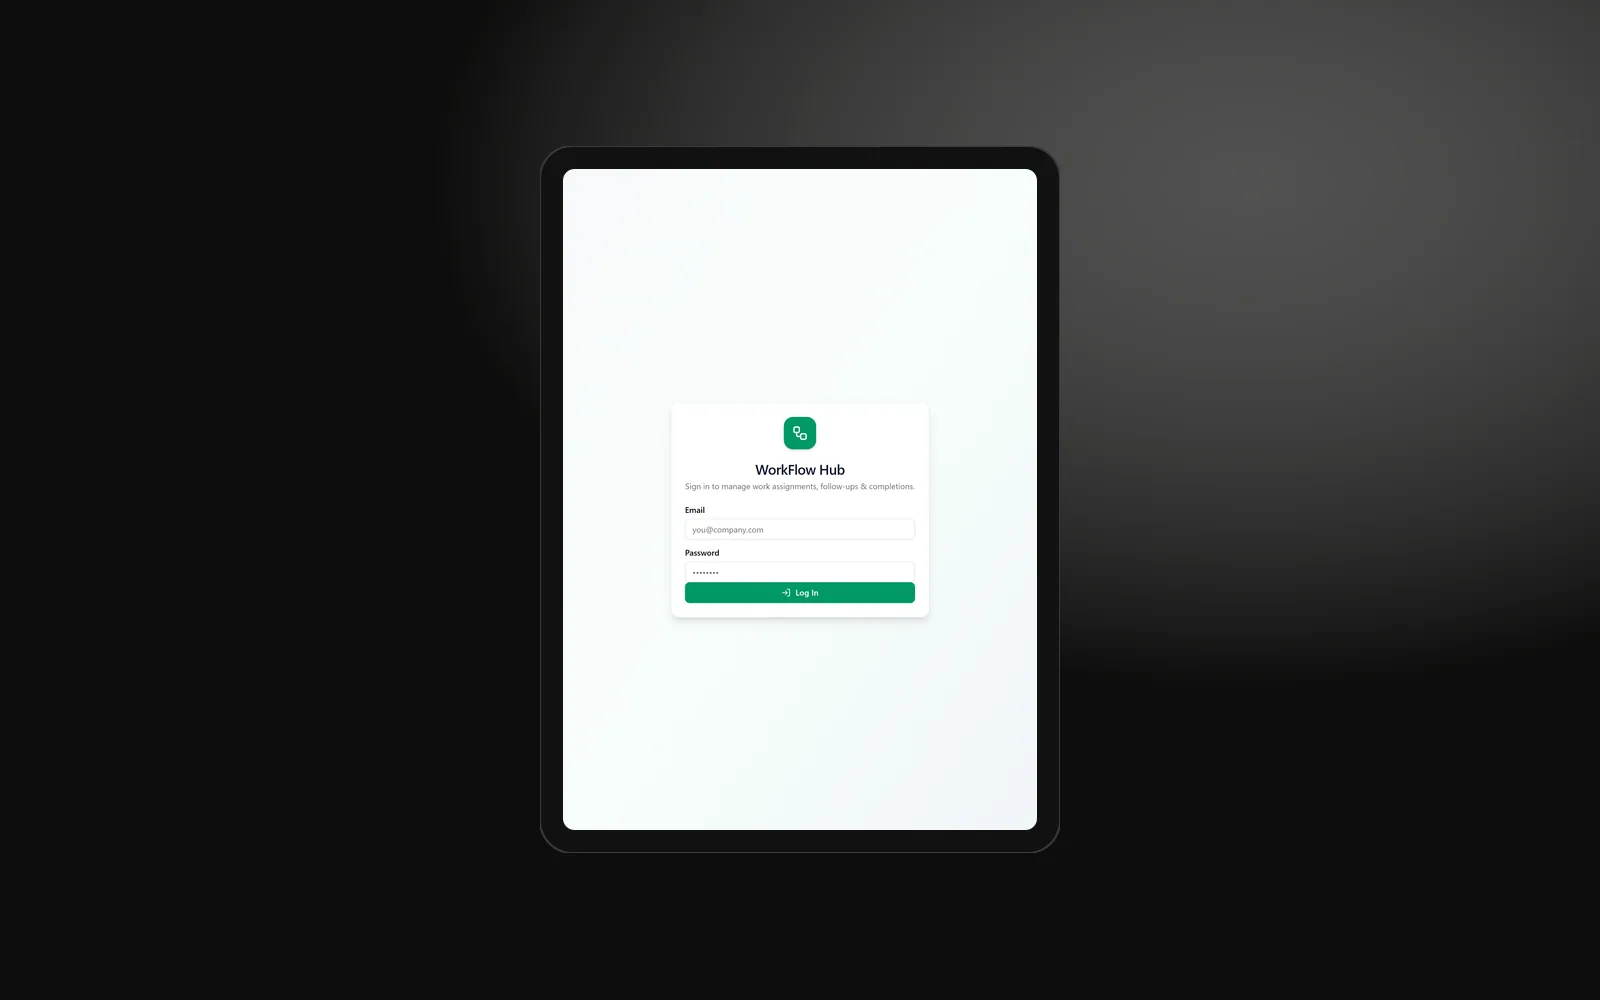 WorkFlow Hub
Sign in to manage work assignments, follow-ups & completions.
Email
you@company.com
Password
••••••••
Log In